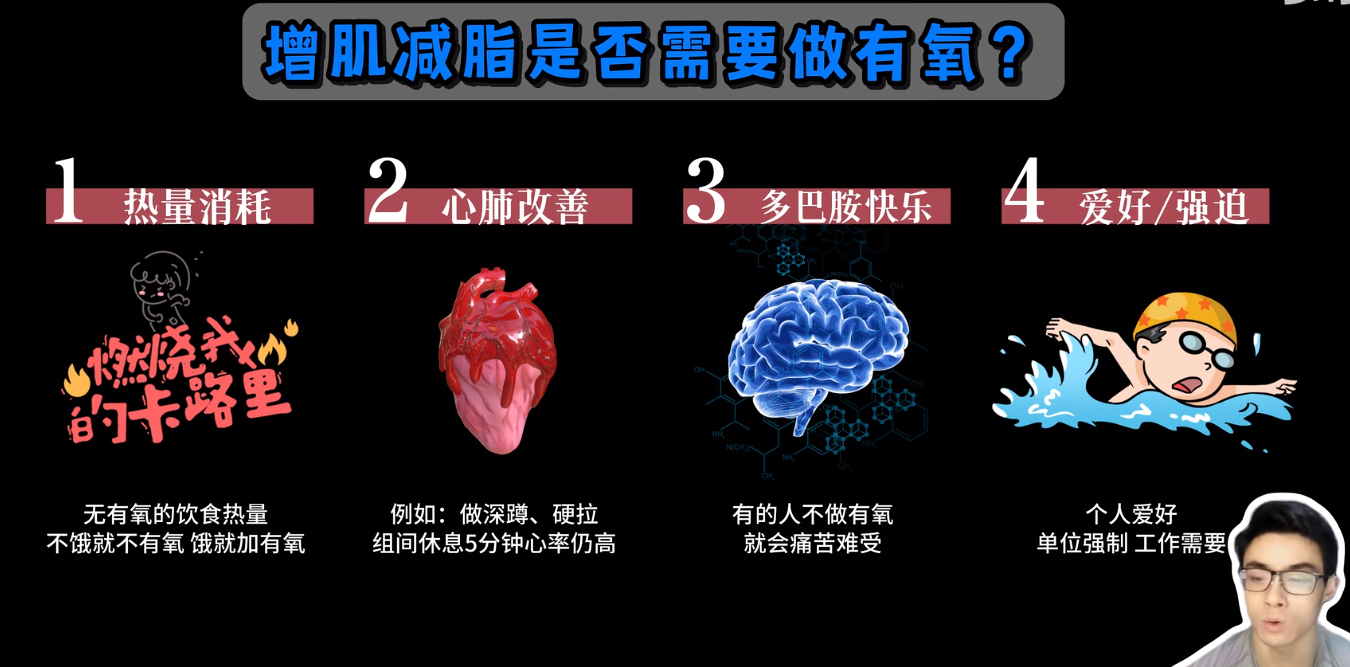 增肌减脂是否需要做有氧？
1 热量消耗
燃烧我
的卡路里
无有氧的饮食热量
不饿就不有氧 饿就加有氧
2 心肺改善
例如：做深蹲、硬拉
组间休息5分钟心率仍高
3 多巴胺快乐
有的人不做有氧
就会痛苦难受
4 爱好/强迫
个人爱好
单位强制 工作需要